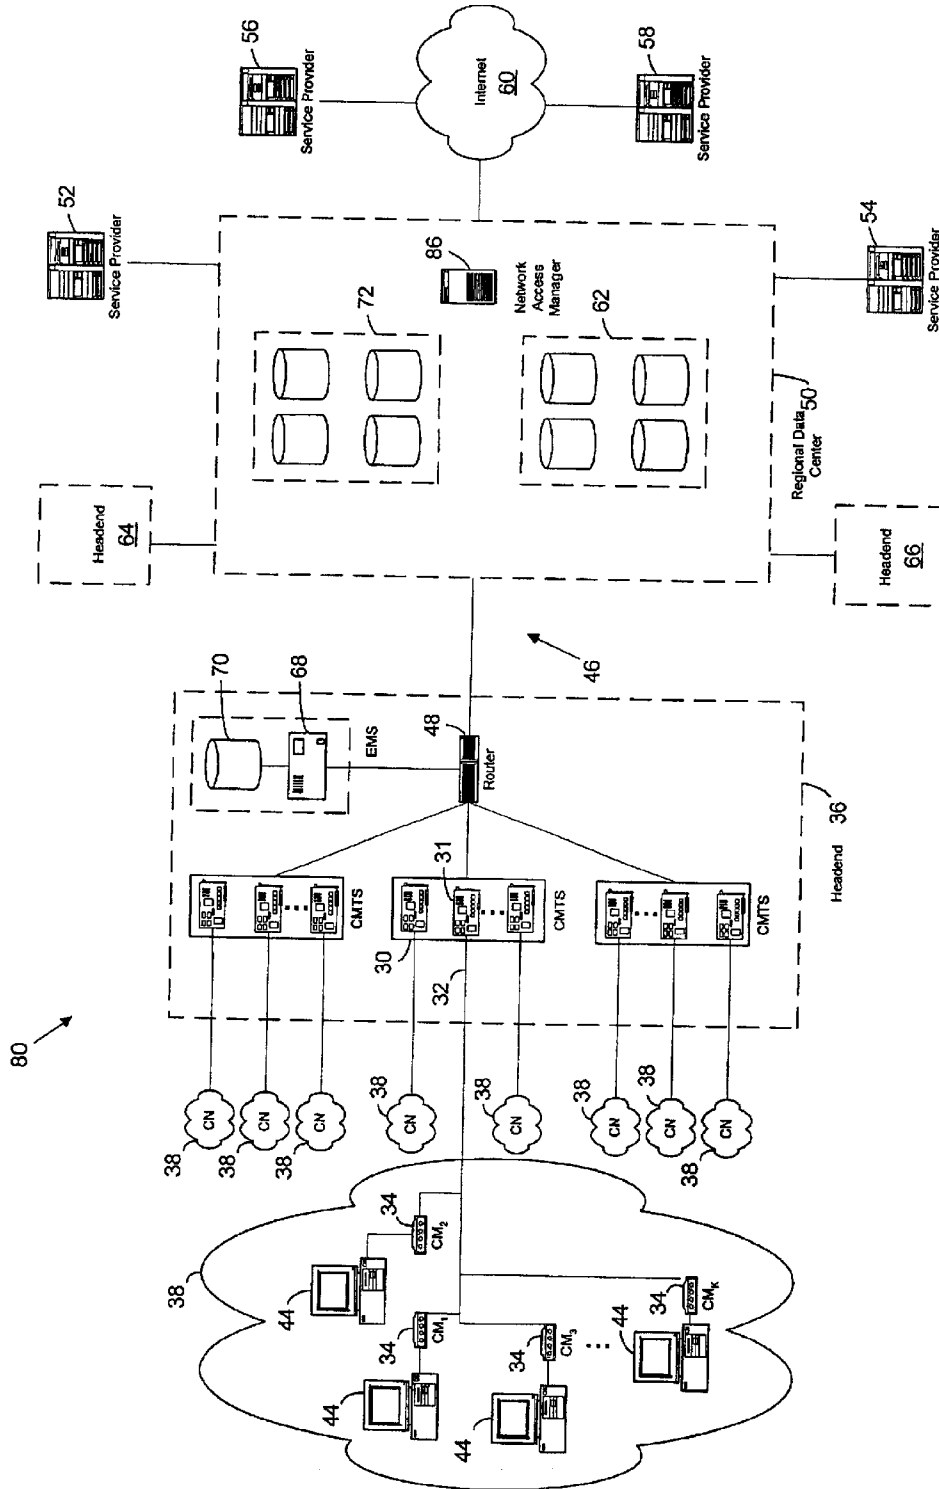 80
38
44
34
CM2
44
34
CM1
44
34
CM3
44
34
CMK
38
CN
38
CN
38
CN
38
CN
38
CN
38
CN
38
CN
38
CN
CMTS
30
31
32
CMTS
CMTS
70
68
EMS
48
Router
36
Headend
46
Headend
64
Headend
66
72
62
86
Network
Access
Manager
Regional Data
Center
50
52
Service Provider
54
Service Provider
56
Service Provider
58
Service Provider
Internet
60